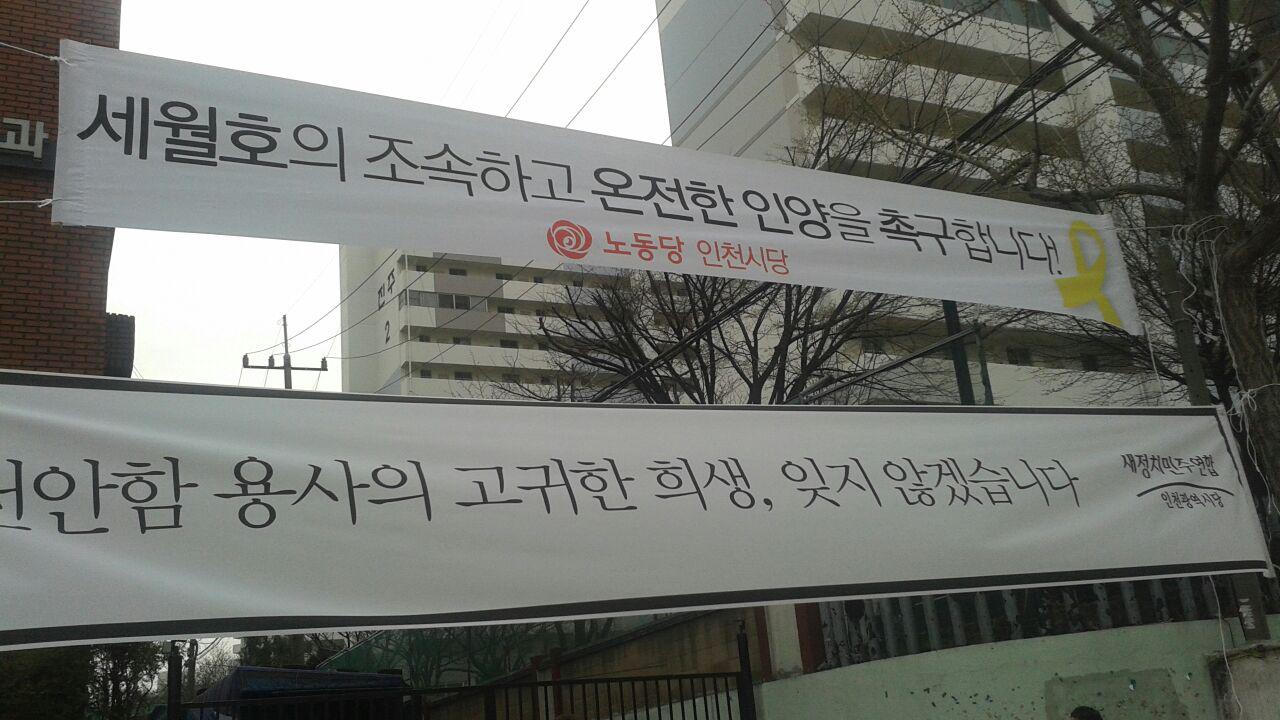 과
세월호의 조속하고 온전한 인양을 촉구합니다!
노동당 인천시당
2
안함 용사의 고귀한 희생, 잊지 않겠습니다
새정치민주연합
인천광역시당